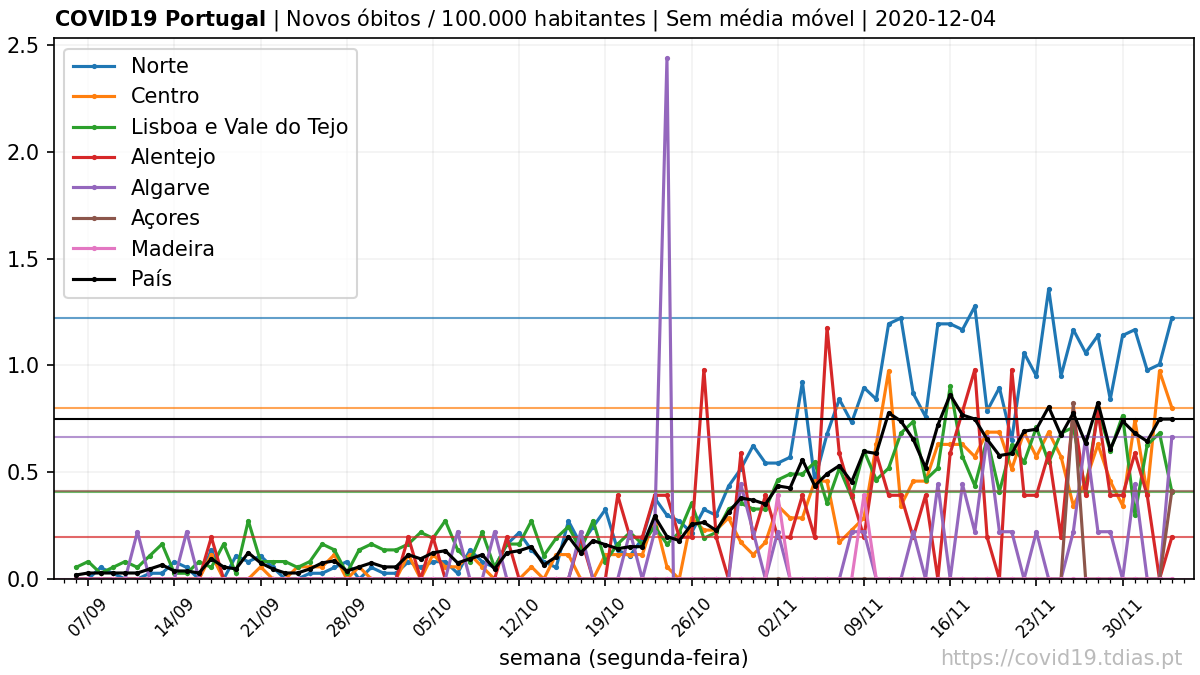 COVID19 Portugal | Novos óbitos / 100.000 habitantes | Sem média móvel | 2020-12-04
2.5
2.0
1.5
1.0
0.5
0.0
Norte
Centro
Lisboa e Vale do Tejo
Alentejo
Algarve
Açores
Madeira
País
07/09 14/09 21/09 28/09 05/10 12/10 19/10 26/10 02/11 09/11 16/11 23/11 30/11
semana (segunda-feira)
https://covid19.tdias.pt